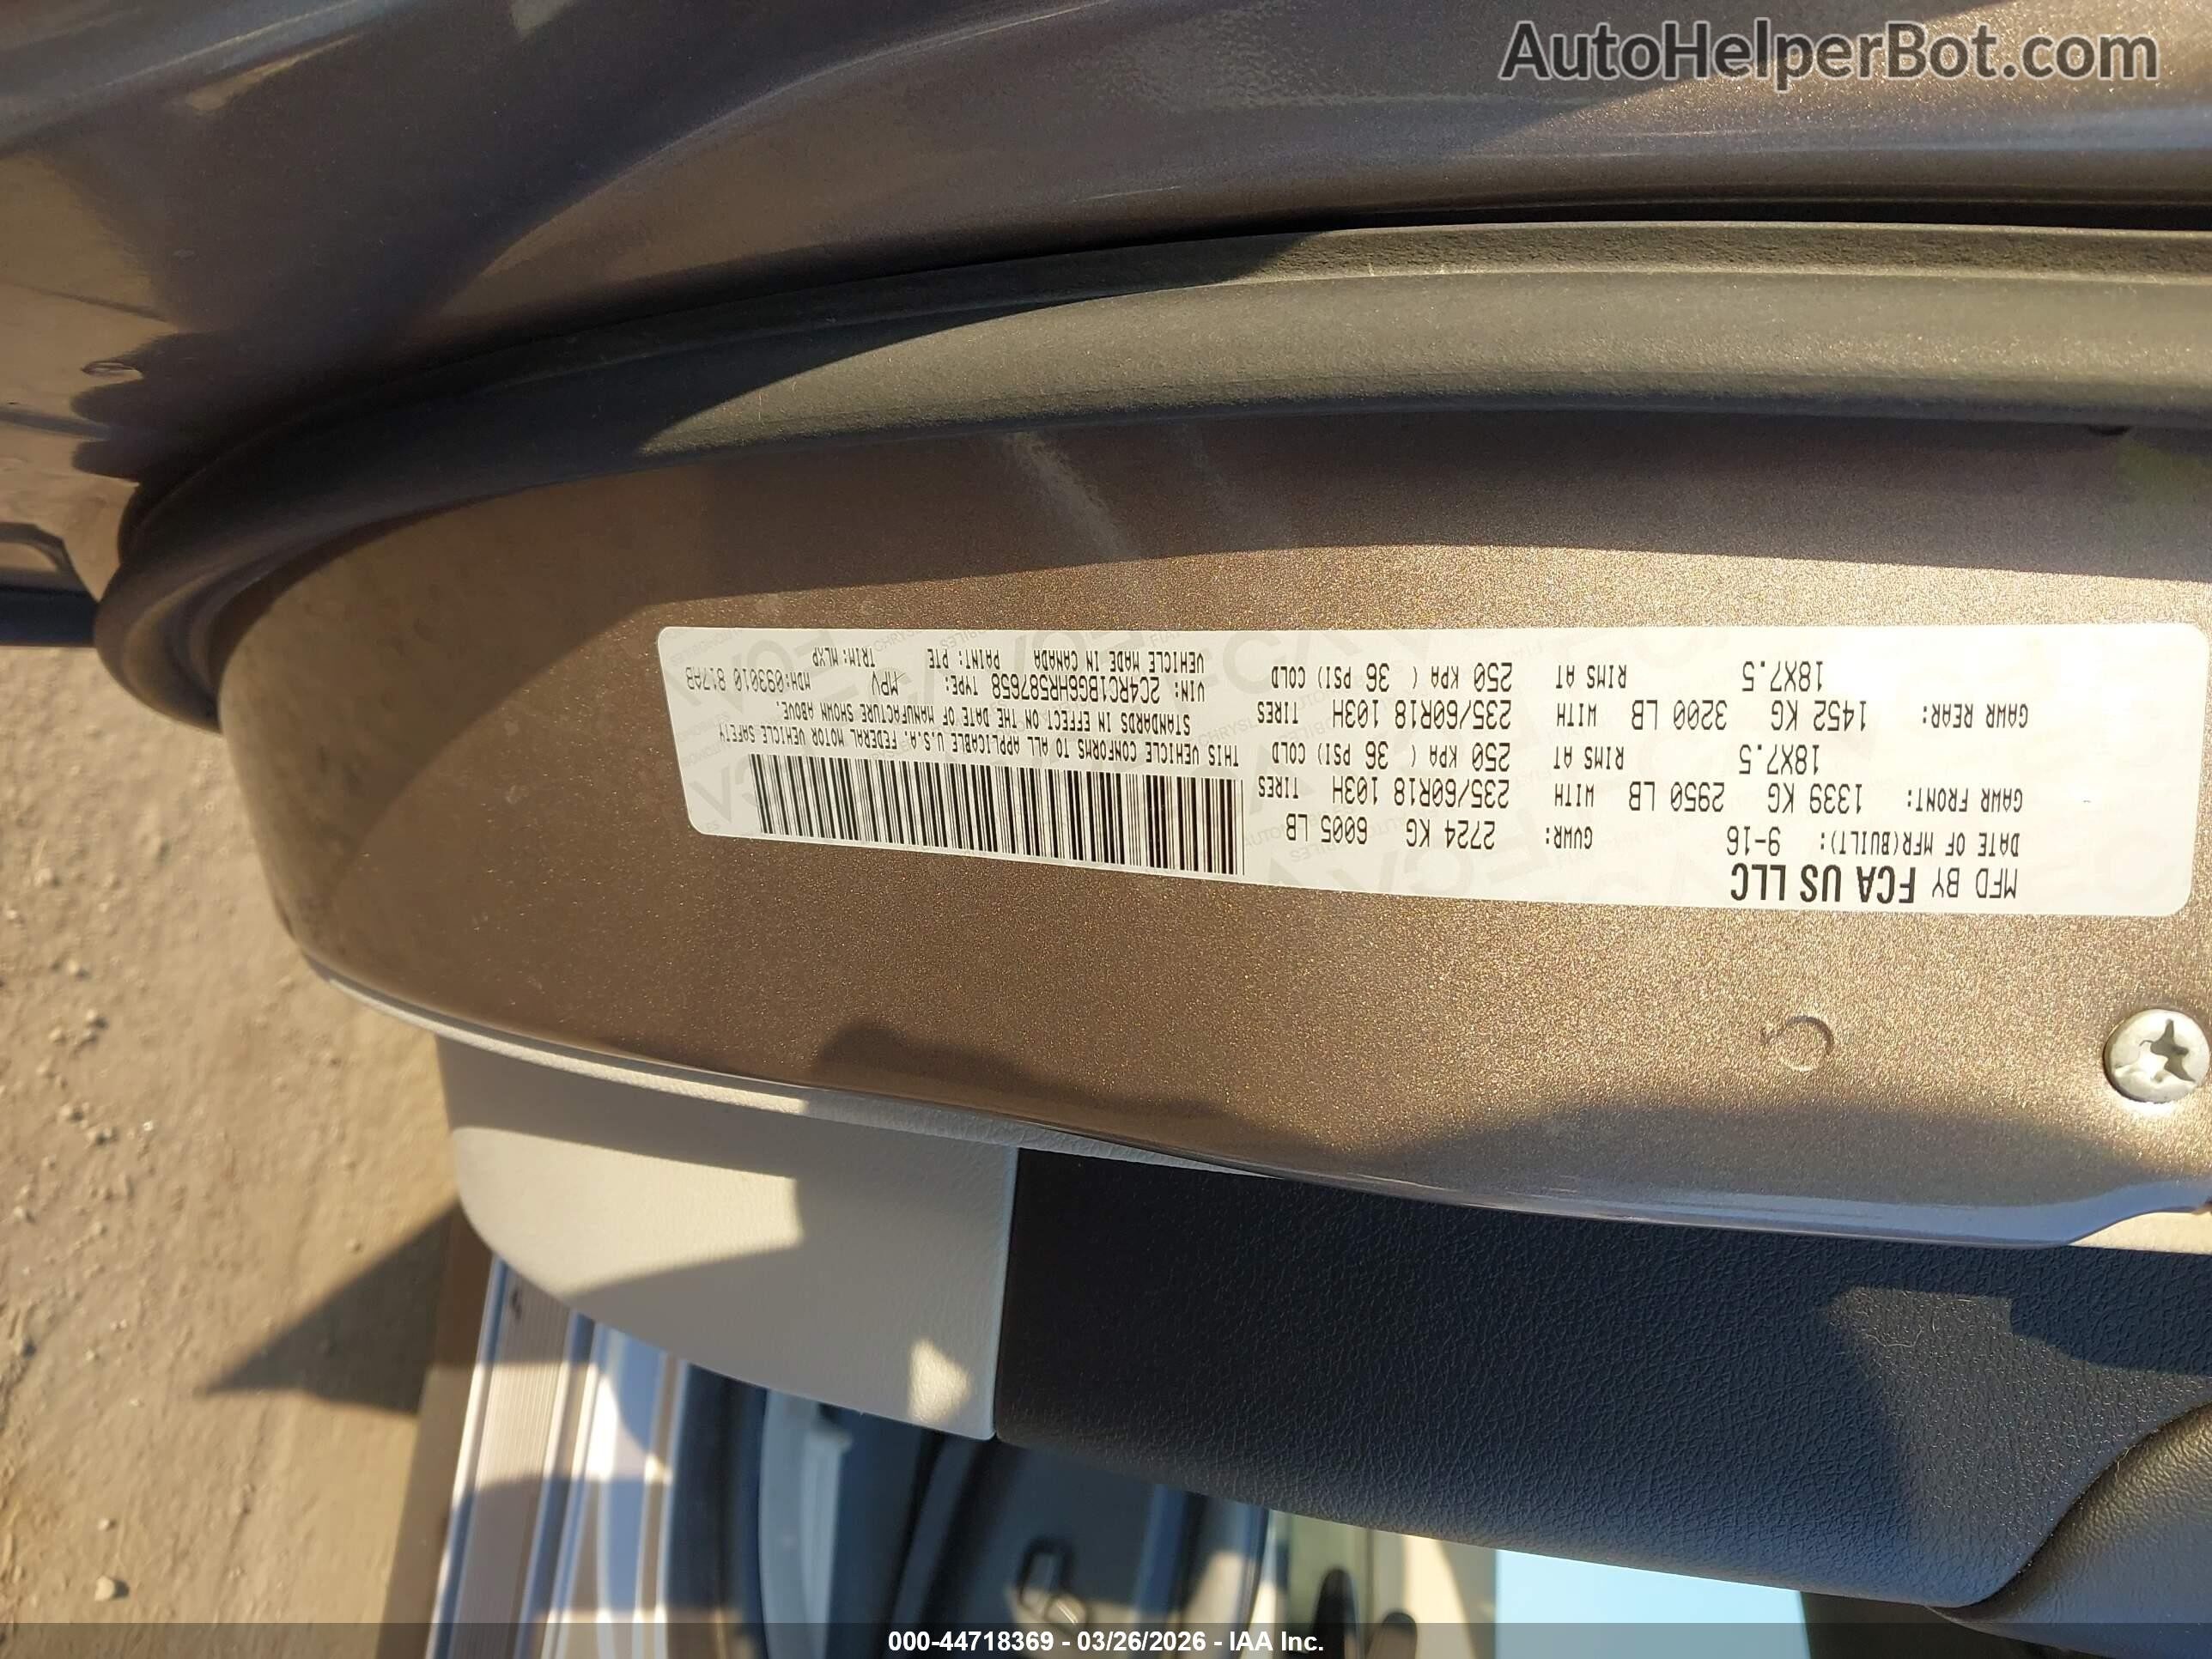 AutoHelperBot.com
MFD BY FCA US LLC
DATE OF MFR(BUILT): 9-16 GVWR: 2724 KG 6005 LB
GAWR FRONT: 1339 KG 2950 LB WITH 235/60R18 103H TIRES
RIMS AT 18X7.5 250 KPA ( 36 PSI) COLD
GAWR REAR: 1452 KG 3200 LB WITH 235/60R18 103H TIRES
RIMS AT 18X7.5 250 KPA ( 36 PSI) COLD
THIS VEHICLE CONFORMS TO ALL APPLICABLE U.S.A. FEDERAL MOTOR VEHICLE SAFETY
STANDARDS IN EFFECT ON THE DATE OF MANUFACTURE SHOWN ABOVE.
VIN: 2C4RC1BG6HR587658 TYPE: MPV MDH:093010
VEHICLE MADE IN CANADA PAINT: PTE TRIM:MLXP
000-44718369 - 03/26/2026 - IAA Inc.